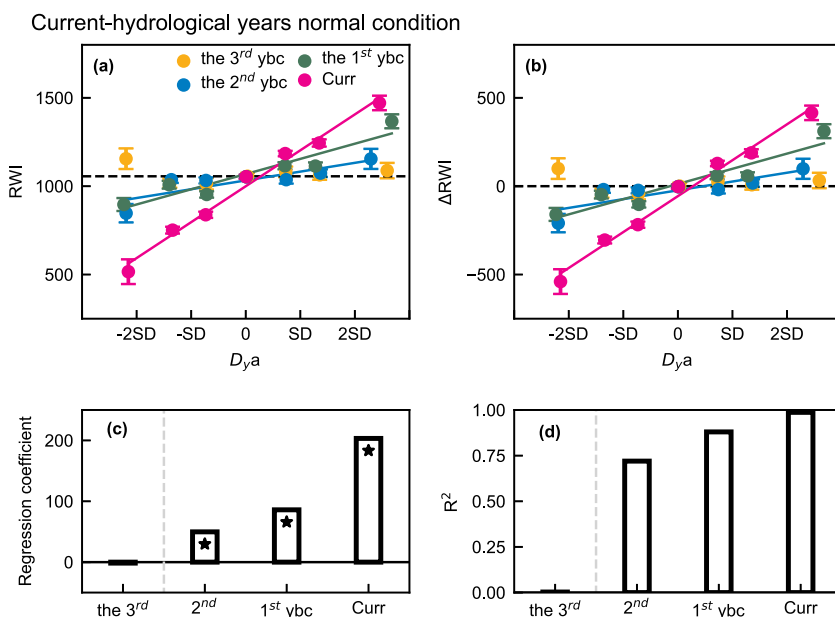 Current-hydrological years normal condition
(a)
the 3rd ybc
the 1st ybc
the 2nd ybc
Curr
1500
1000
500
RWI
-2SD -SD 0 SD 2SD
Dya
(b)
500
0
−500
ΔRWI
-2SD -SD 0 SD 2SD
Dya
(c)
200
100
0
Regression coefficient
the 3rd 2nd 1st ybc Curr
(d)
1.00
0.75
0.50
0.25
0.00
R2
the 3rd 2nd 1st ybc Curr